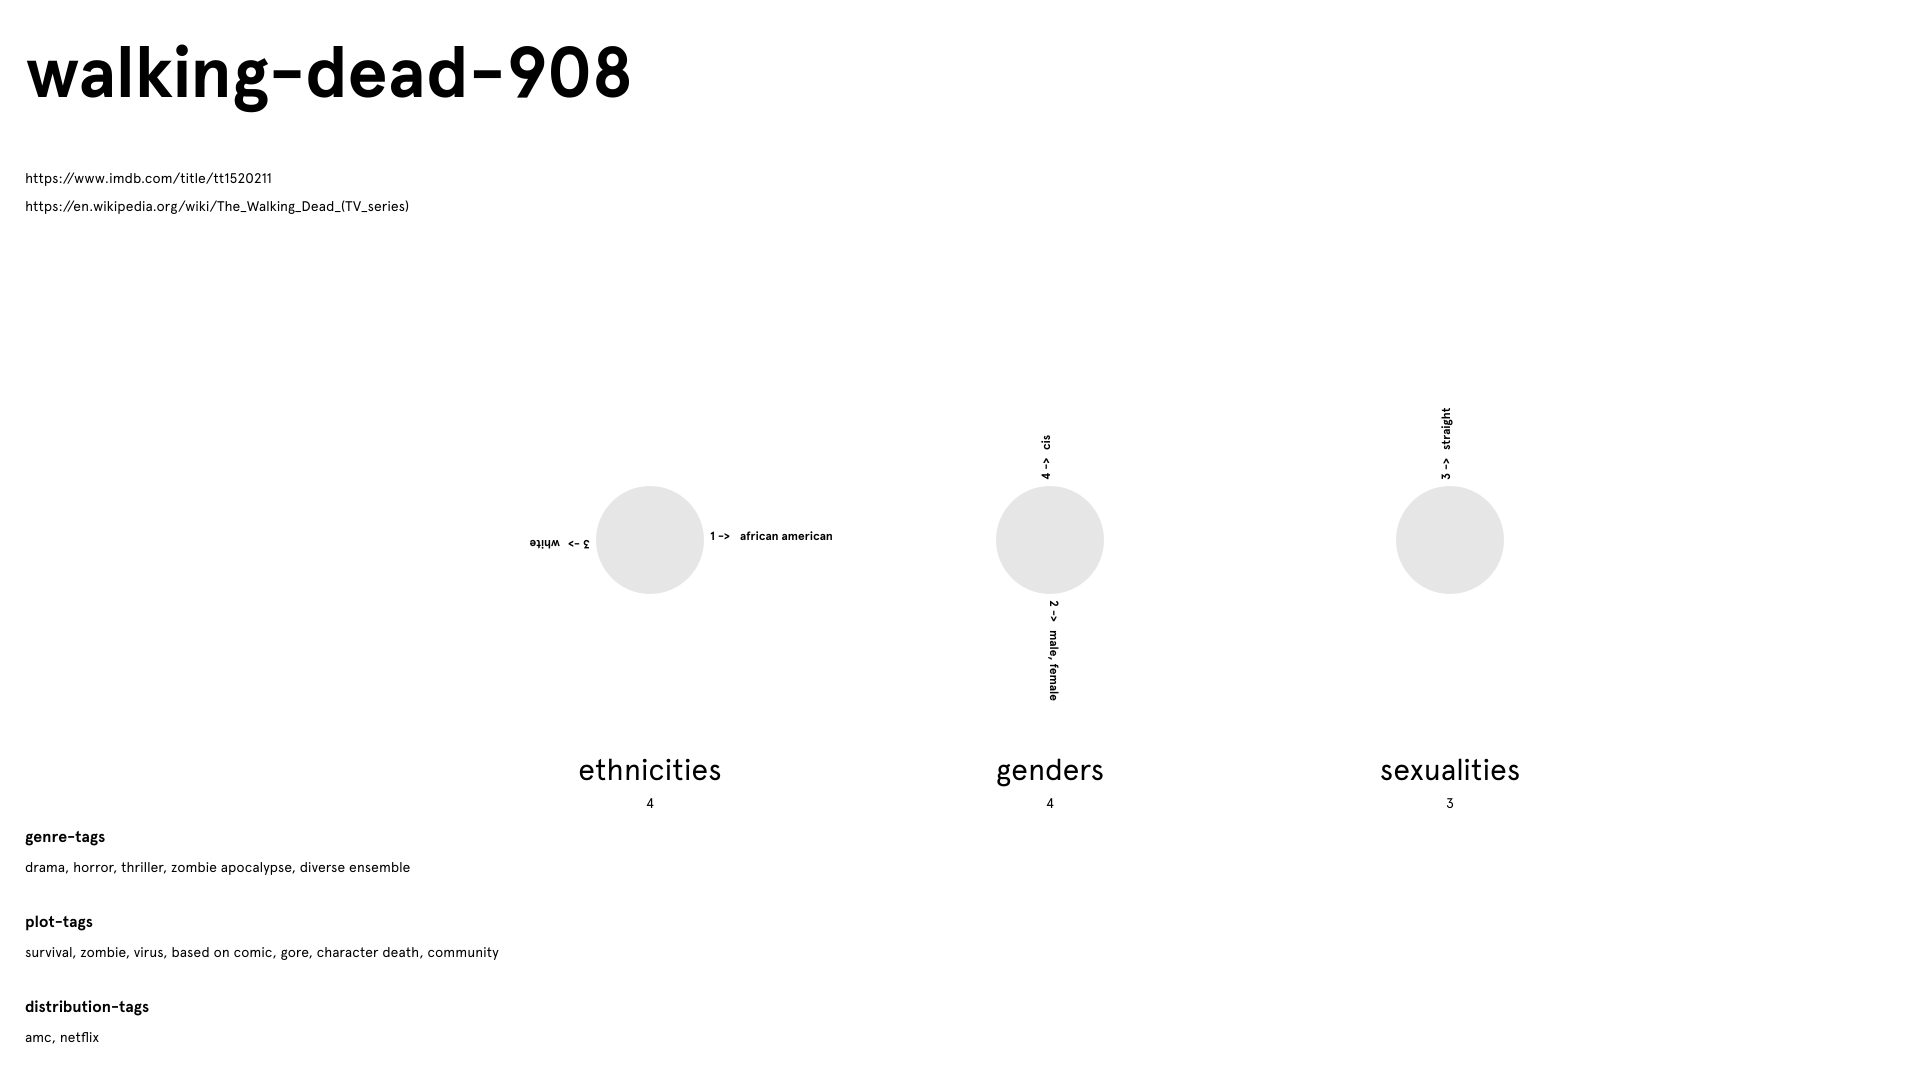 walking-dead-908
https://www.imdb.com/title/tt1520211
https://en.wikipedia.org/wiki/The_Walking_Dead_(TV_series)
3 -> white
1 -> african american
4 -> cis
2 -> male, female
3 -> straight
ethnicities
4
genders
4
sexualities
3
genre-tags
drama, horror, thriller, zombie apocalypse, diverse ensemble
plot-tags
survival, zombie, virus, based on comic, gore, character death, community
distribution-tags
amc, netflix